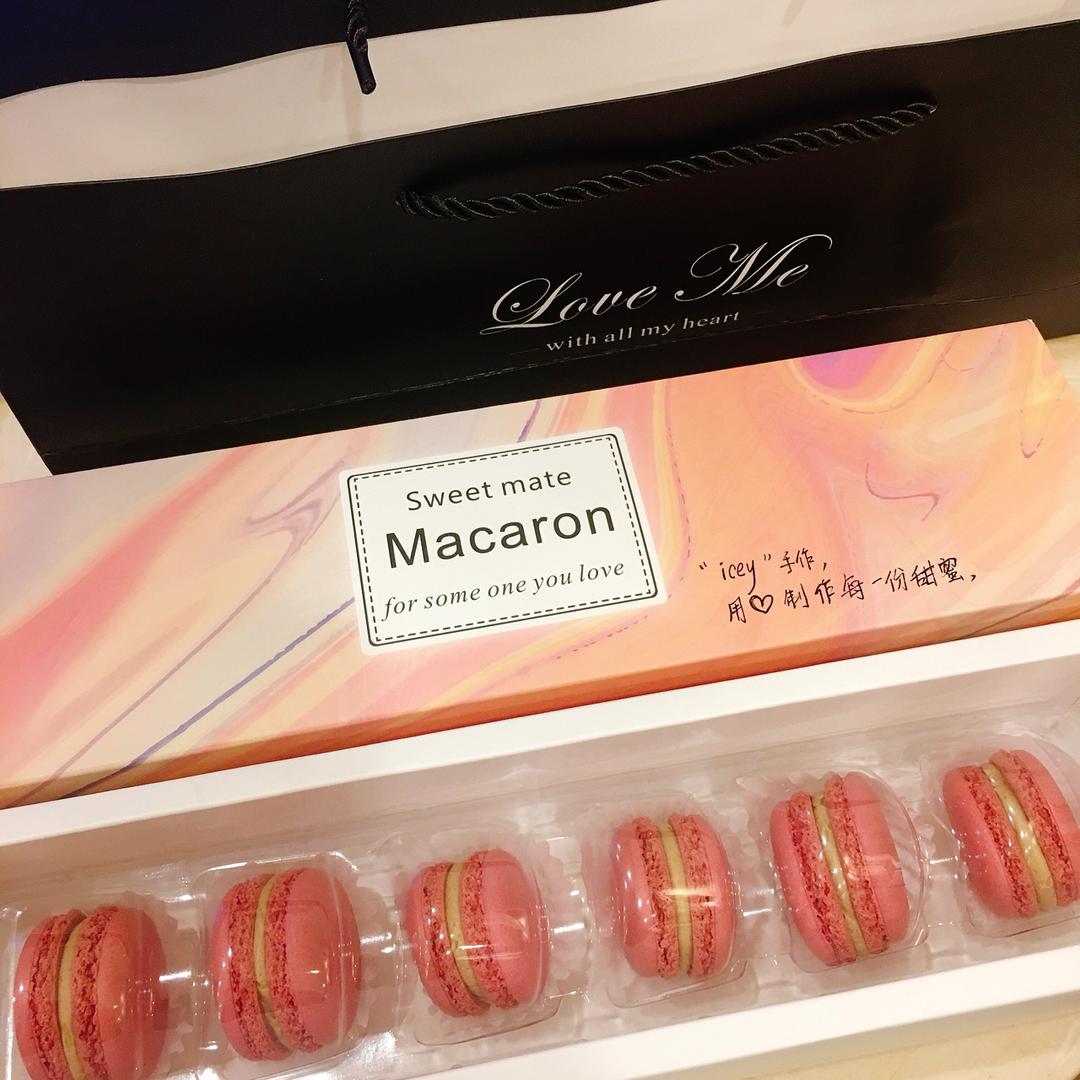 Love Me
with all my heart
Sweet mate
Macaron
for some one you love
“icey”手作，
用♡制作每一份甜蜜，